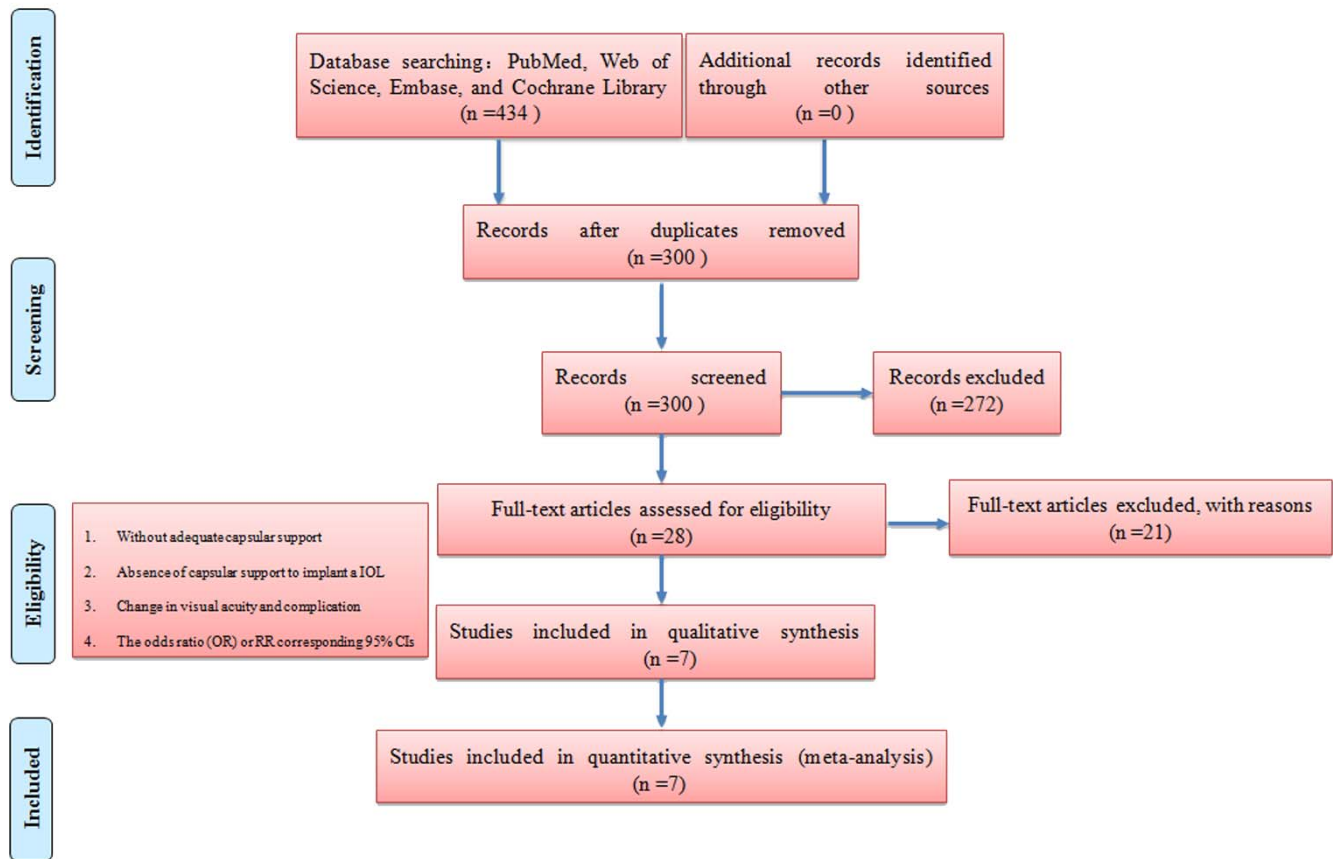 Identification
Database searching：PubMed, Web of
Science, Embase, and Cochrane Library
(n =434 )
Additional records identified
through other sources
(n =0 )
Records after duplicates removed
(n =300 )
Screening
Records screened
(n =300 )
Records excluded
(n =272)
Eligibility
1. Without adequate capsular support
2. Absence of capsular support to implant a IOL
3. Change in visual acuity and complication
4. The odds ratio (OR) or RR corresponding 95% CIs
Full-text articles assessed for eligibility
(n =28)
Full-text articles excluded, with reasons
(n =21)
Studies included in qualitative synthesis
(n =7)
Included
Studies included in quantitative synthesis (meta-analysis)
(n =7)